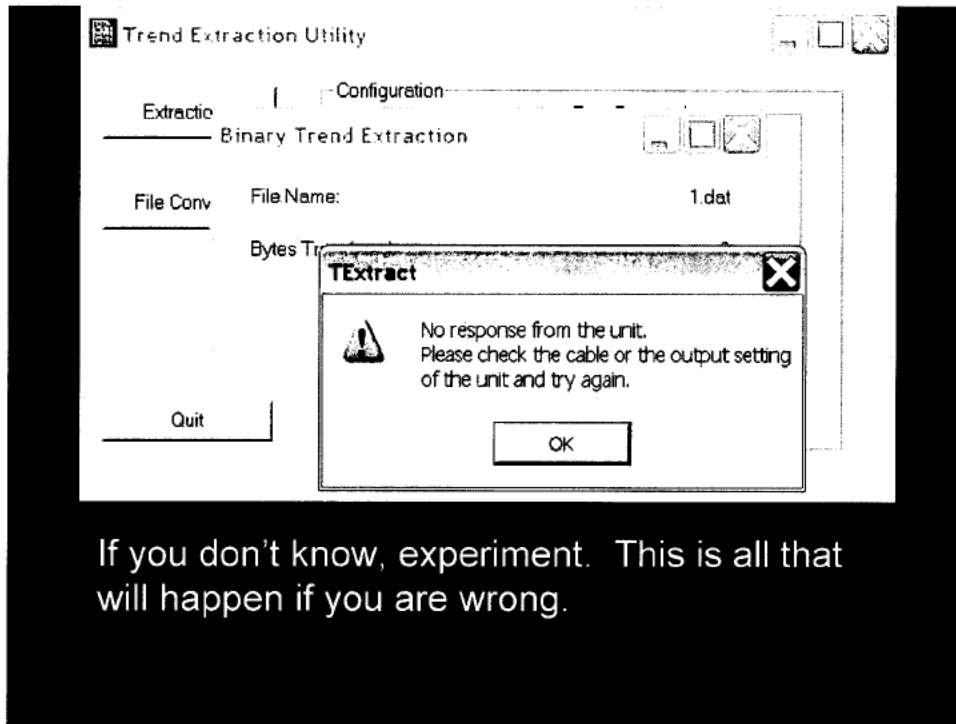 Trend Extraction Utility
Configuration
Extractio
Binary Trend Extraction
File Conv
File Name: 1.dat
Bytes Tr
TExtract
No response from the unit.
Please check the cable or the output setting
of the unit and try again.
Quit
OK
If you don't know, experiment. This is all that
will happen if you are wrong.